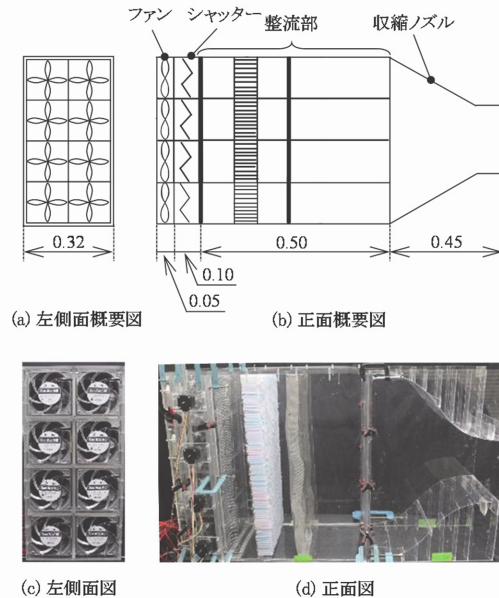 ファン
シャッター
整流部
収縮ノズル
0.32
0.50
0.45
0.10
0.05
(a) 左側面概要図
(b) 正面概要図
(c) 左側面図
(d) 正面図